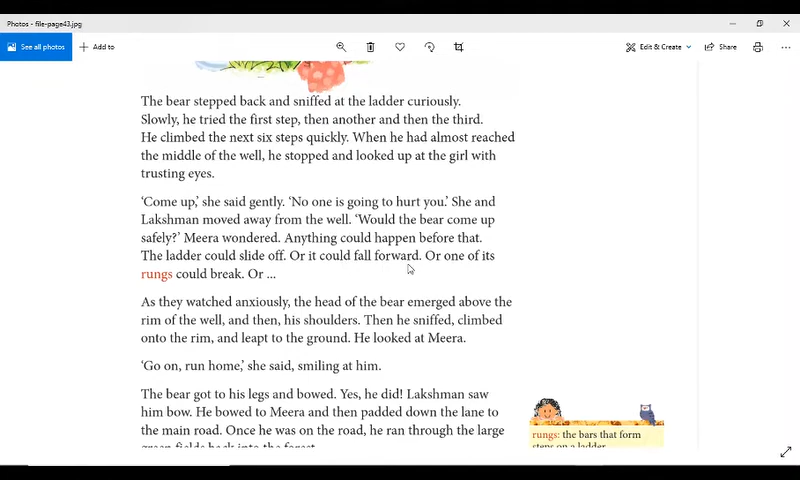 Photos - file-page43.jpg
See all photos
Add to
Edit & Create
Share
The bear stepped back and sniffed at the ladder curiously.
Slowly, he tried the first step, then another and then the third.
He climbed the next six steps quickly. When he had almost reached
the middle of the well, he stopped and looked up at the girl with
trusting eyes.
‘Come up,’ she said gently. ‘No one is going to hurt you.’ She and
Lakshman moved away from the well. ‘Would the bear come up
safely?’ Meera wondered. Anything could happen before that.
The ladder could slide off. Or it could fall forward. Or one of its
rungs could break. Or ...
As they watched anxiously, the head of the bear emerged above the
rim of the well, and then, his shoulders. Then he sniffed, climbed
onto the rim, and leapt to the ground. He looked at Meera.
‘Go on, run home,’ she said, smiling at him.
The bear got to his legs and bowed. Yes, he did! Lakshman saw
him bow. He bowed to Meera and then padded down the lane to
the main road. Once he was on the road, he ran through the large
green fields back into the forest.
rungs: the bars that form
steps on a ladder